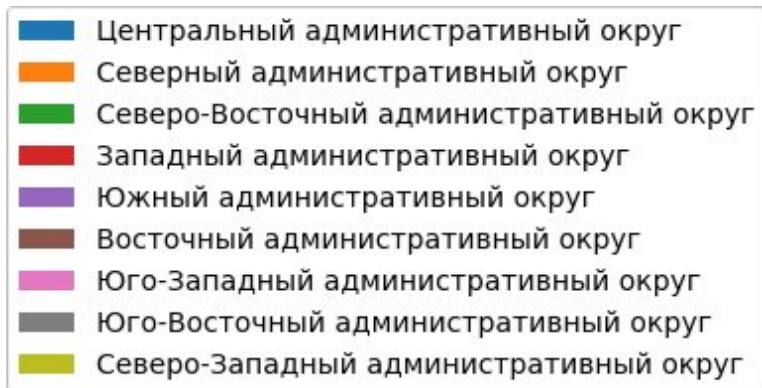 Центральный административный округ
Северный административный округ
Северо-Восточный административный округ
Западный административный округ
Южный административный округ
Восточный административный округ
Юго-Западный административный округ
Юго-Восточный административный округ
Северо-Западный административный округ